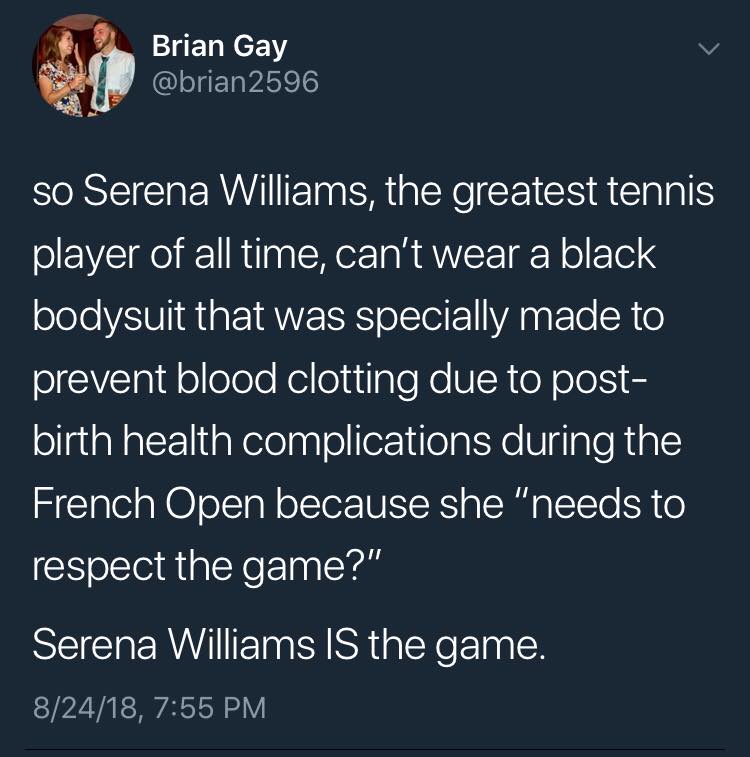 Brian Gay
@brian2596
so Serena Williams, the greatest tennis
player of all time, can't wear a black
bodysuit that was specially made to
prevent blood clotting due to post-
birth health complications during the
French Open because she "needs to
respect the game?"
Serena Williams IS the game.
8/24/18, 7:55 PM